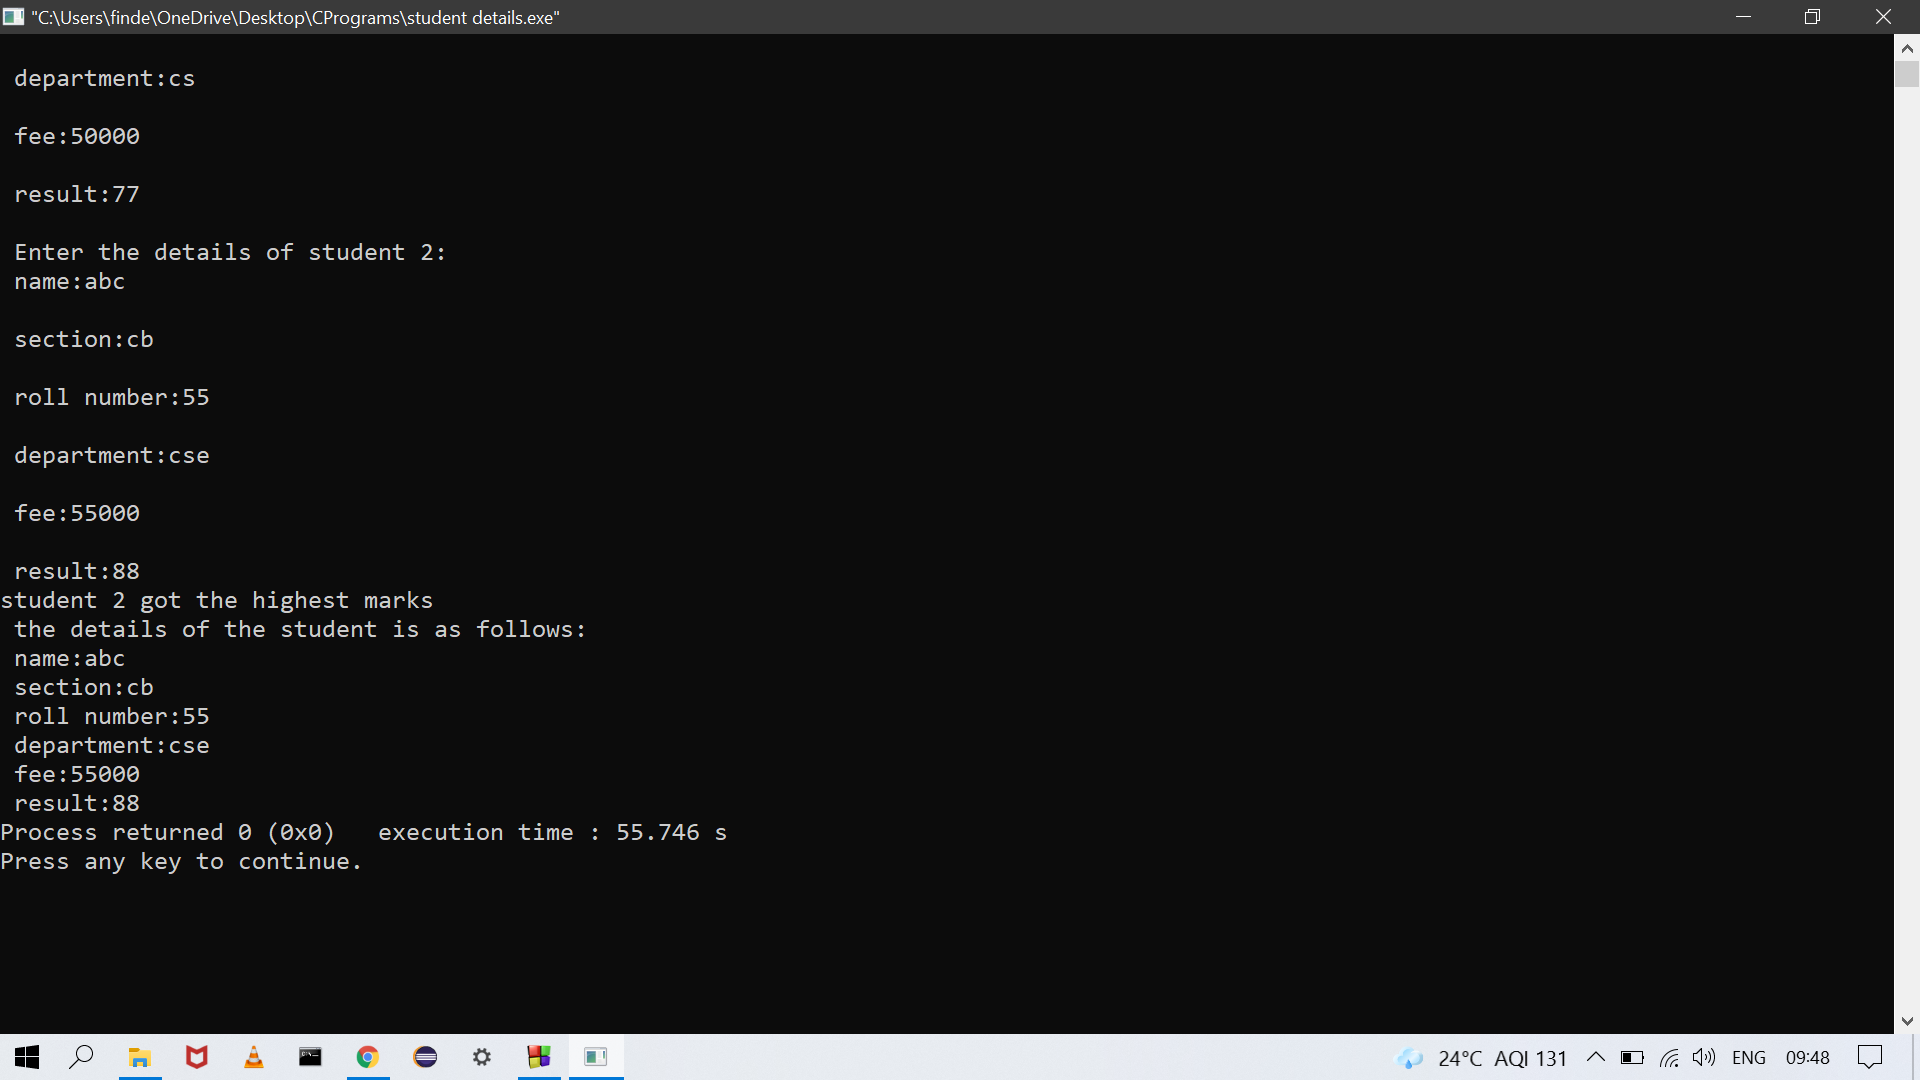 "C:\Users\finde\OneDrive\Desktop\CPrograms\student details.exe"
department:cs
fee:50000
result:77
Enter the details of student 2:
name:abc
section:cb
roll number:55
department:cse
fee:55000
result:88
student 2 got the highest marks
the details of the student is as follows:
name:abc
section:cb
roll number:55
department:cse
fee:55000
result:88
Process returned 0 (0x0)   execution time : 55.746 s
Press any key to continue.
24°C AQI 131 ENG 09:48